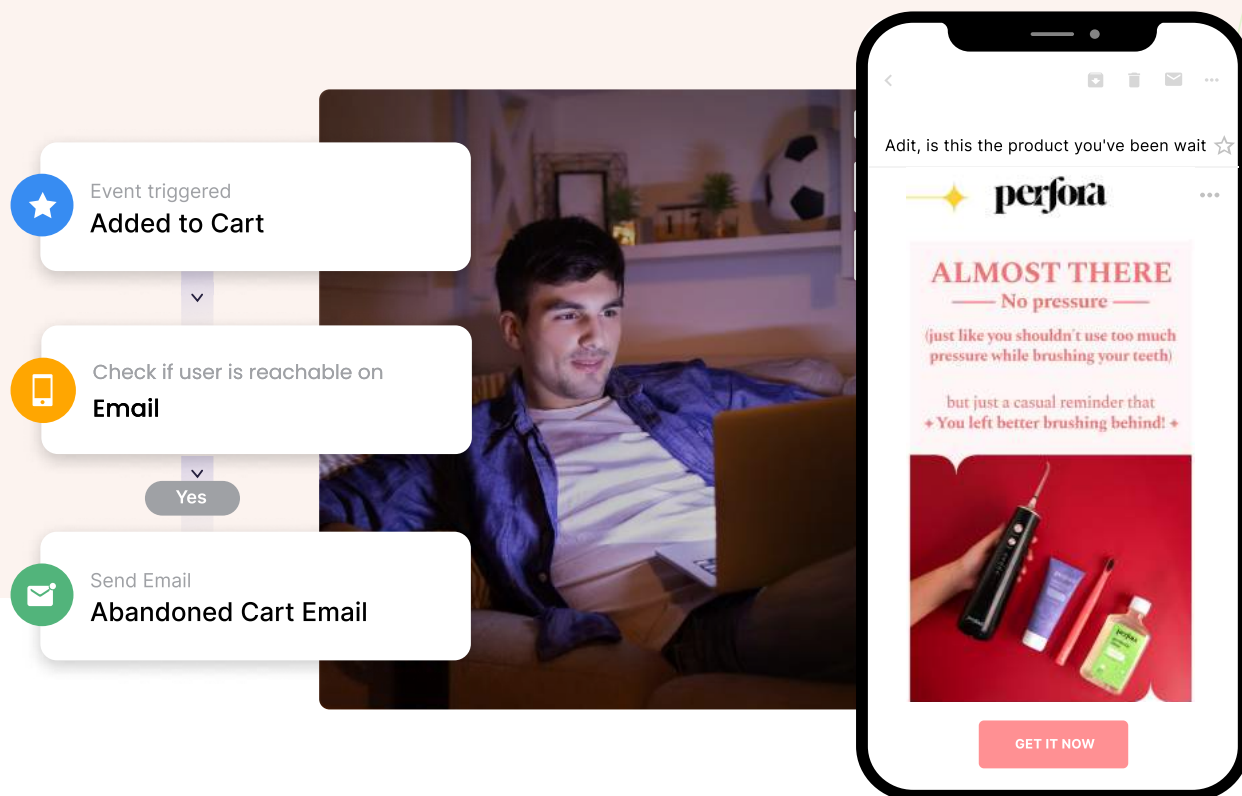 Event triggered
Added to Cart
Check if user is reachable on
Email
Yes
Send Email
Abandoned Cart Email
Adit, is this the product you've been wait
perfora
ALMOST THERE
No pressure
(just like you shouldn't use too much
pressure while brushing your teeth)
but just a casual reminder that
You left better brushing behind!
perfora
GET IT NOW